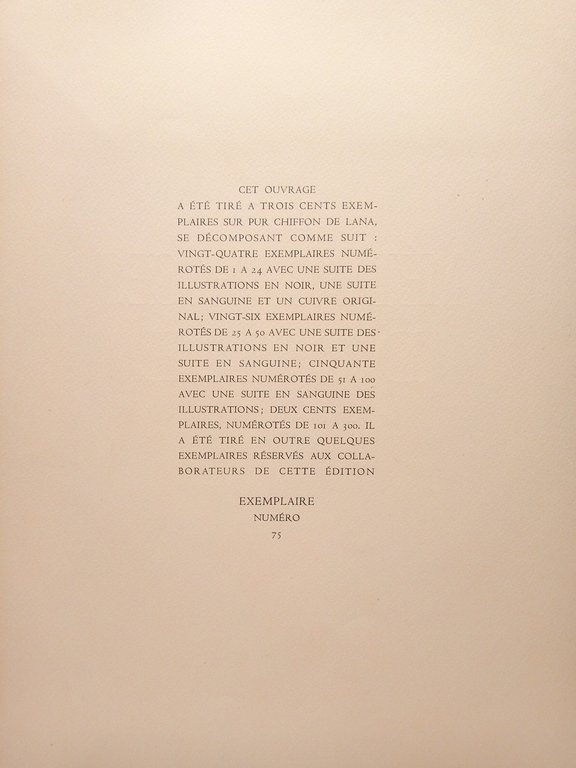 CET OUVRAGE
A ÉTÉ TIRÉ A TROIS CENTS EXEM-
PLAIRES SUR PUR CHIFFON DE LANA,
SE DÉCOMPOSANT COMME SUIT :
VINGT-QUATRE EXEMPLAIRES NUMÉ-
ROTÉS DE 1 A 24 AVEC UNE SUITE DES
ILLUSTRATIONS EN NOIR, UNE SUITE
EN SANGUINE ET UN CUIVRE ORIGI-
NAL; VINGT-SIX EXEMPLAIRES NUMÉ-
ROTÉS DE 25 A 50 AVEC UNE SUITE DES
ILLUSTRATIONS EN NOIR ET UNE
SUITE EN SANGUINE; CINQUANTE
EXEMPLAIRES NUMÉROTÉS DE 51 A 100
AVEC UNE SUITE EN SANGUINE DES
ILLUSTRATIONS; DEUX CENTS EXEM-
PLAIRES, NUMÉROTÉS DE 101 A 300. IL
A ÉTÉ TIRÉ EN OUTRE QUELQUES
EXEMPLAIRES RÉSERVÉS AUX COLLA-
BORATEURS DE CETTE ÉDITION
EXEMPLAIRE
NUMÉRO
75